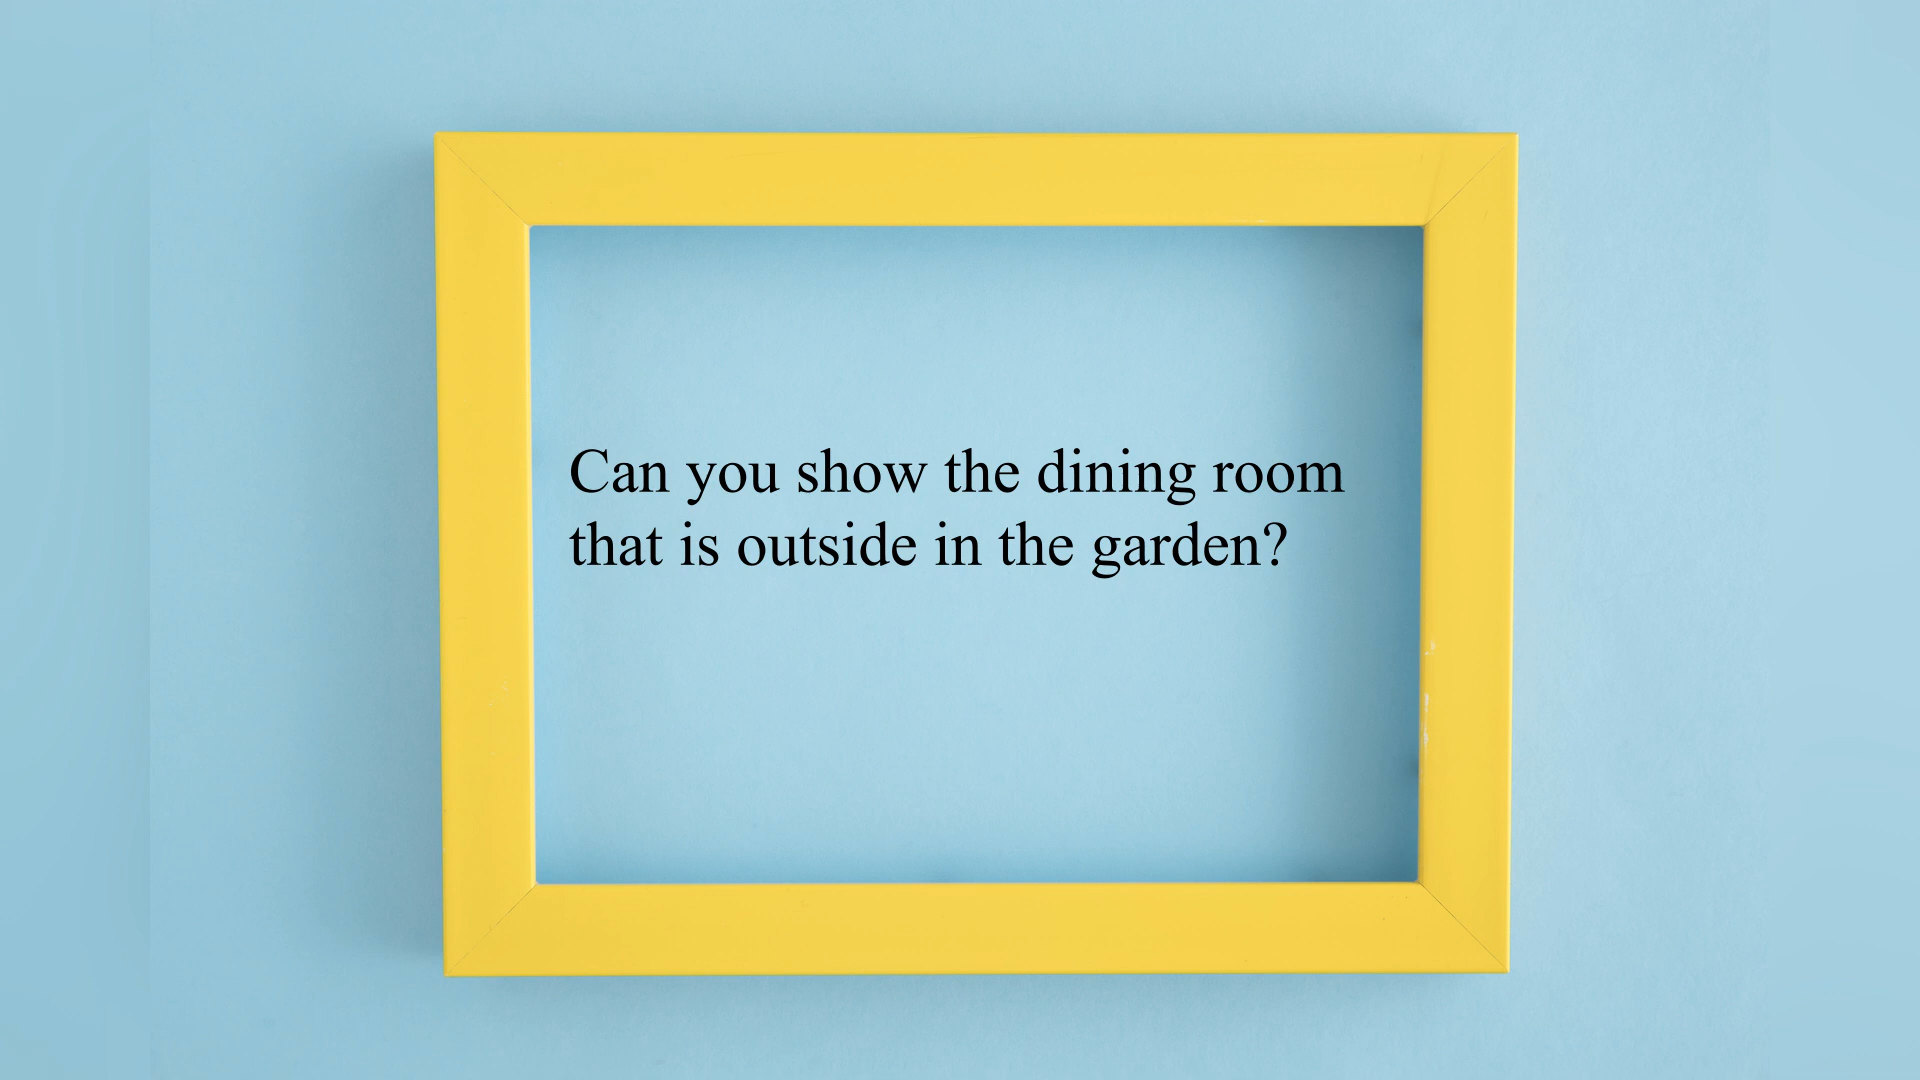 Can you show the dining room
that is outside in the garden?